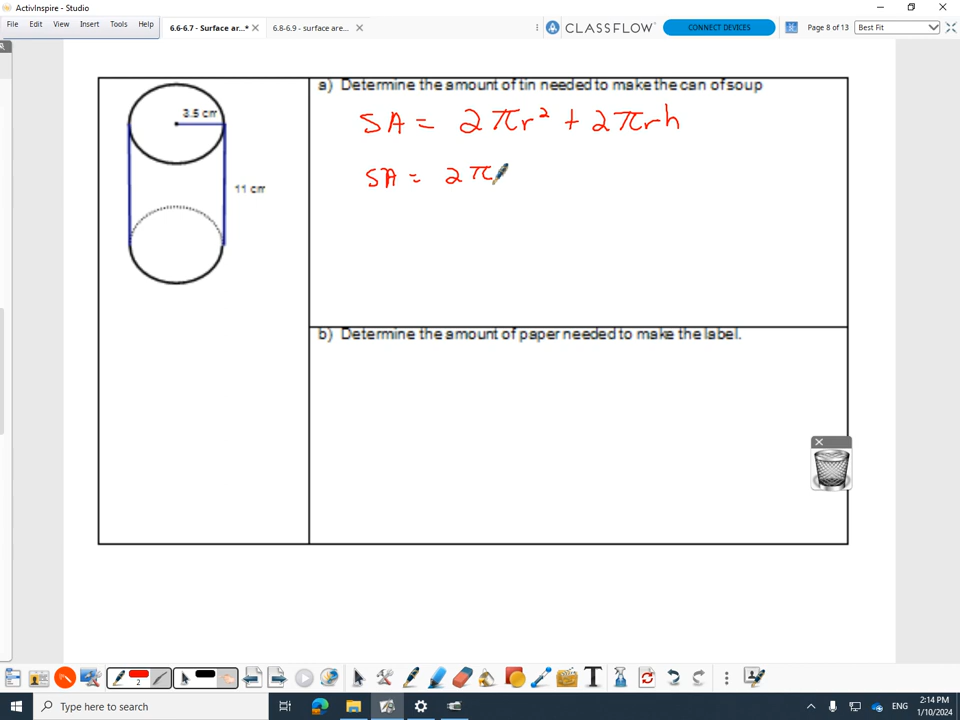 ActivInspire - Studio
File Edit View Insert Tools Help
6.6-6.7 - Surface ar...*
6.8-6.9 - surface are...
CLASSFLOW
CONNECT DEVICES
Page 8 of 13
Best Fit
3.5 cm
11 cm
a) Determine the amount of tin needed to make the can of soup
SA = 2πr² + 2πrh
SA = 2π
b) Determine the amount of paper needed to make the label.
2
T
Type here to search
ENG
2:14 PM
1/10/2024